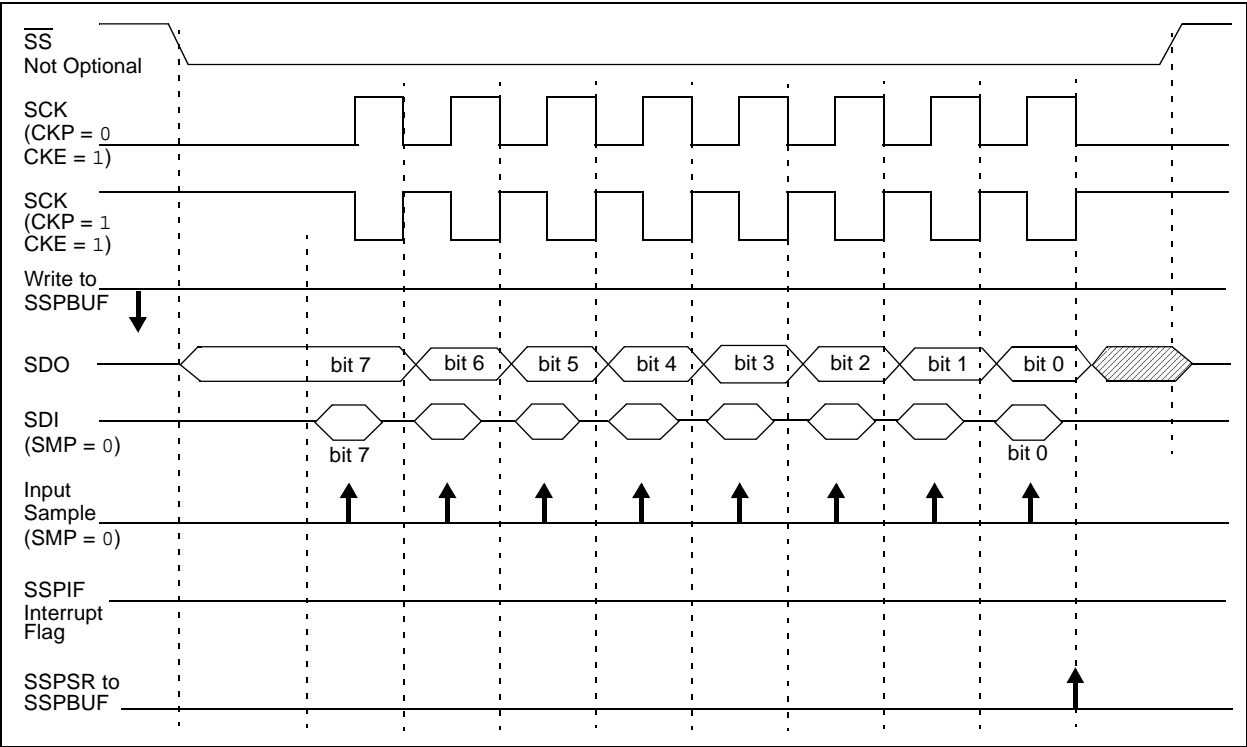 SS
Not Optional
SCK
(CKP = 0
CKE = 1)
SCK
(CKP = 1
CKE = 1)
Write to
SSPBUF
SDO
bit 7 bit 6 bit 5 bit 4 bit 3 bit 2 bit 1 bit 0
SDI
(SMP = 0)
bit 7 bit 0
Input
Sample
(SMP = 0)
SSPIF
Interrupt
Flag
SSPSR to
SSPBUF